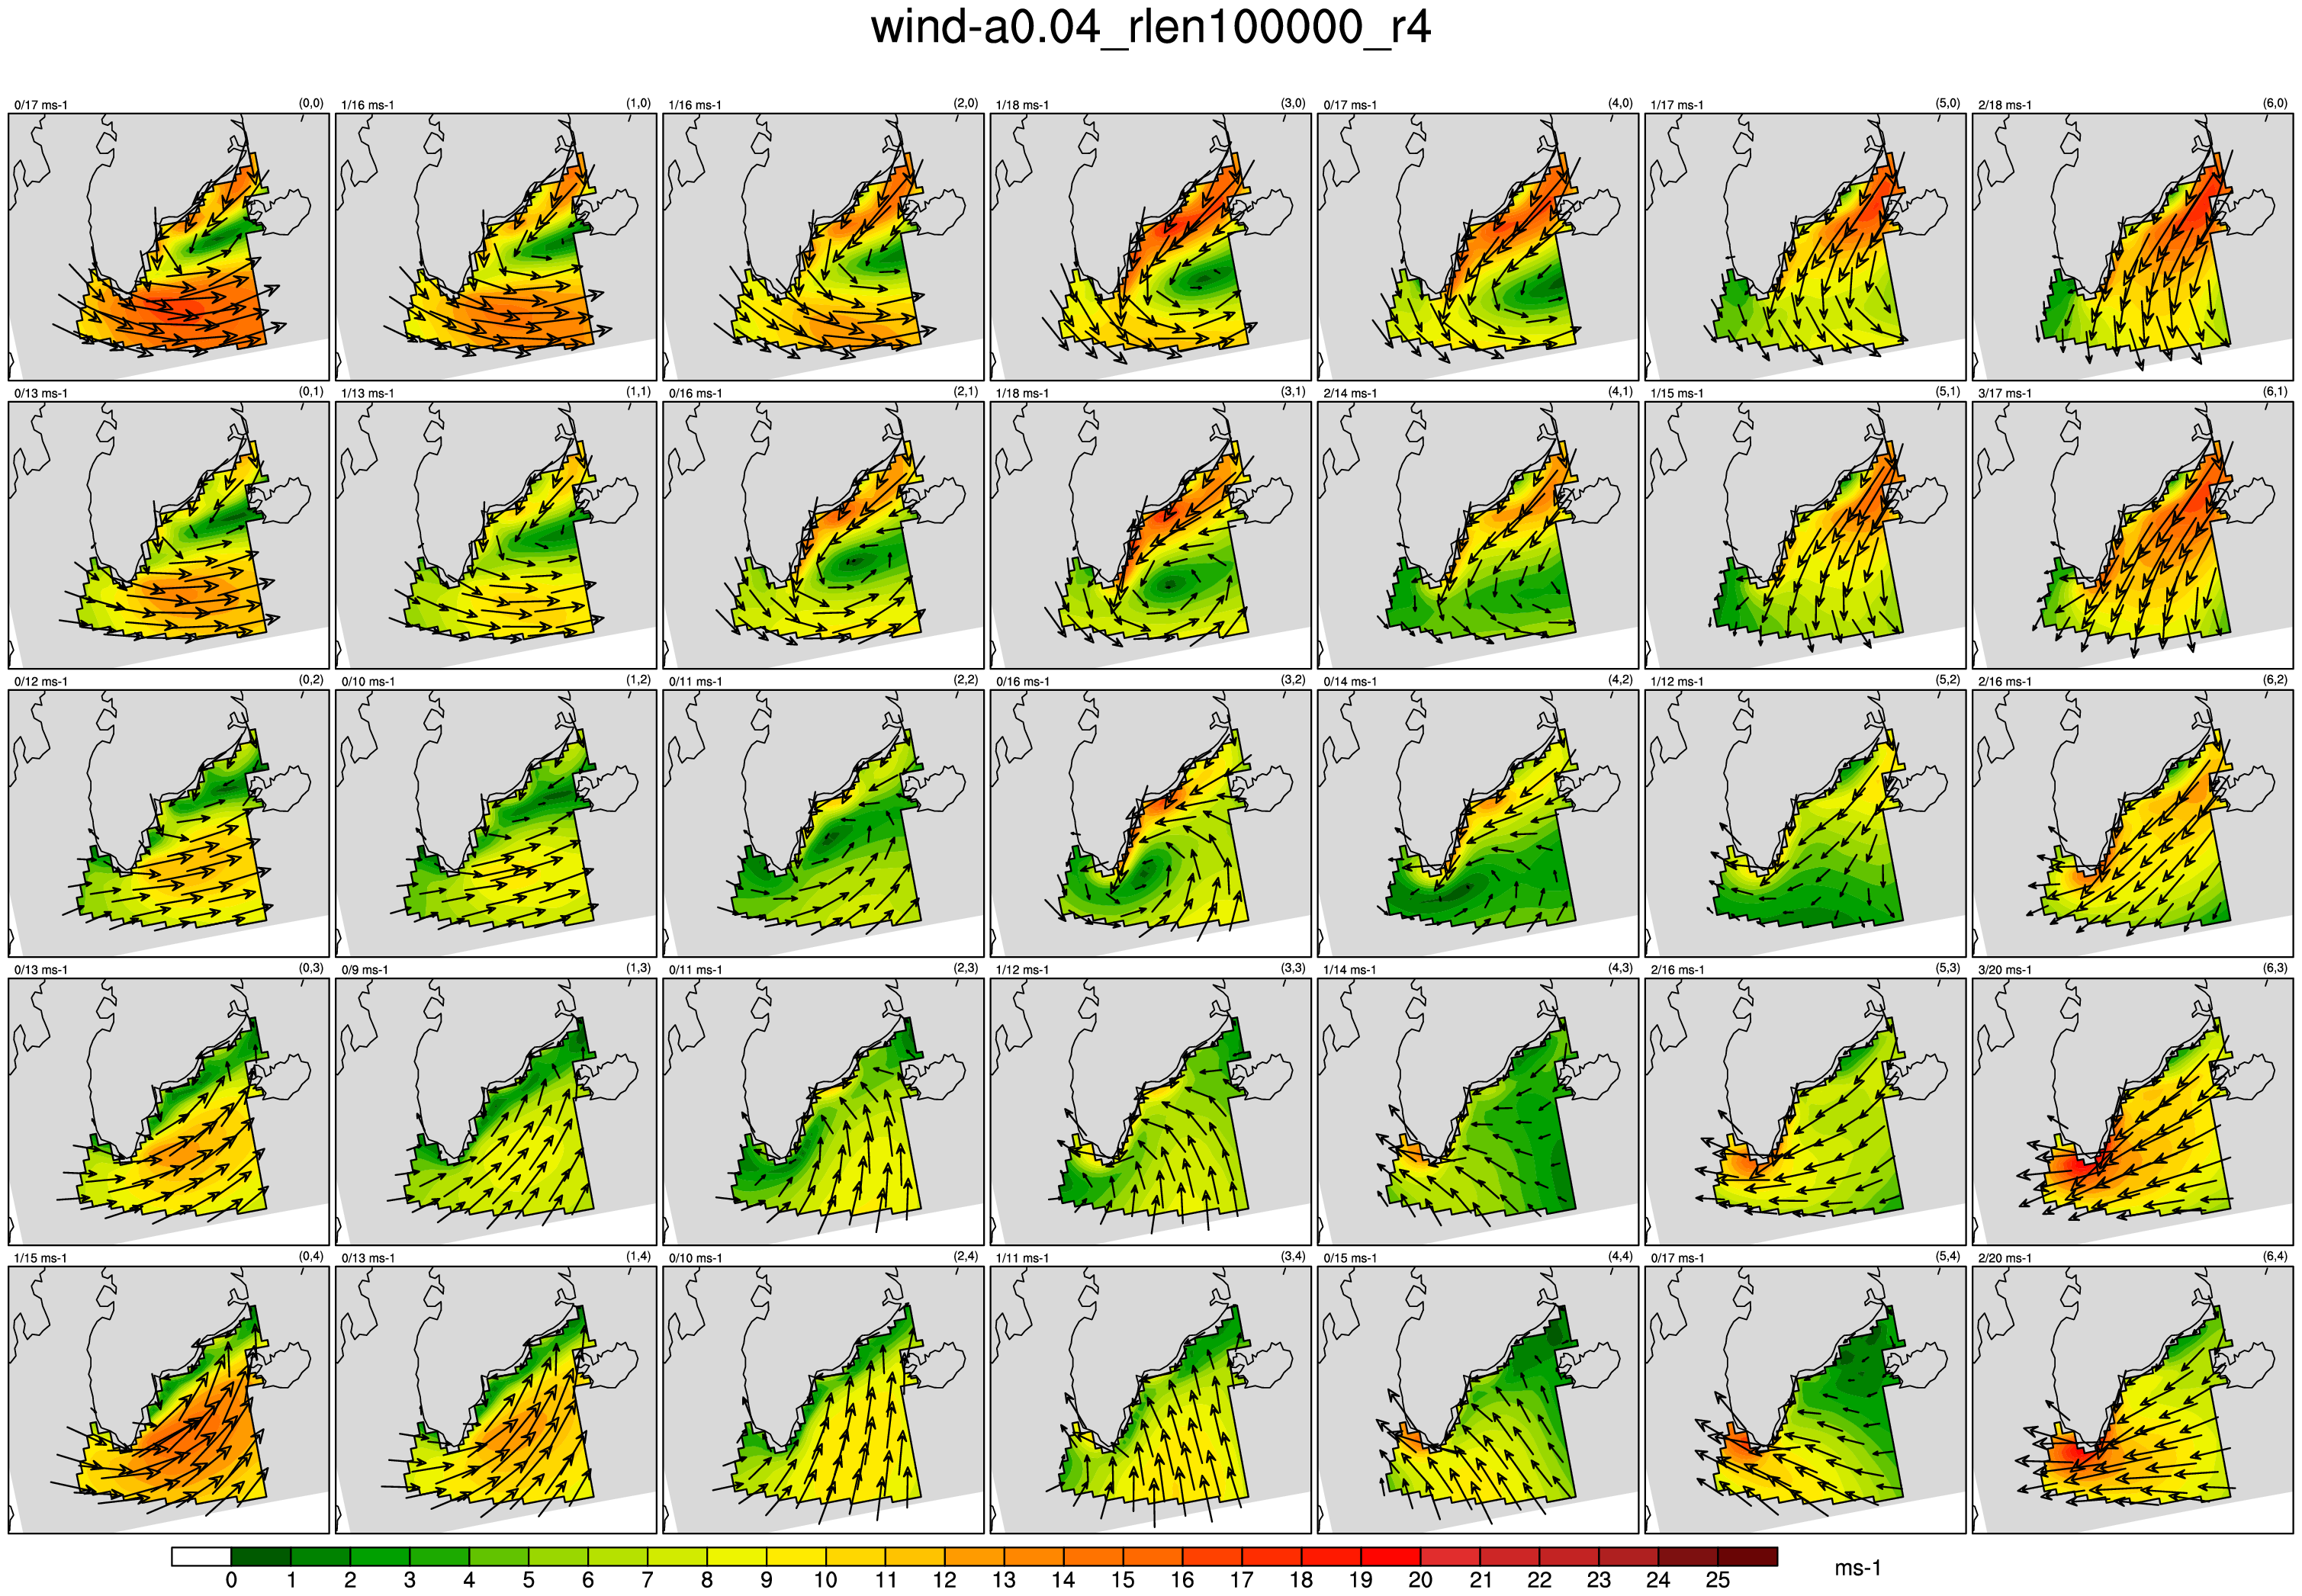 wind-a0.04_rlen100000_r4
0/17 ms-1 (0,0) 1/16 ms-1 (1,0) 1/16 ms-1 (2,0) 1/18 ms-1 (3,0) 0/17 ms-1 (4,0) 1/17 ms-1 (5,0) 2/18 ms-1 (6,0)
0/13 ms-1 (0,1) 1/13 ms-1 (1,1) 0/16 ms-1 (2,1) 1/18 ms-1 (3,1) 2/14 ms-1 (4,1) 1/15 ms-1 (5,1) 3/17 ms-1 (6,1)
0/12 ms-1 (0,2) 0/10 ms-1 (1,2) 0/11 ms-1 (2,2) 0/16 ms-1 (3,2) 0/14 ms-1 (4,2) 1/12 ms-1 (5,2) 2/16 ms-1 (6,2)
0/13 ms-1 (0,3) 0/9 ms-1 (1,3) 0/11 ms-1 (2,3) 1/12 ms-1 (3,3) 1/14 ms-1 (4,3) 2/16 ms-1 (5,3) 3/20 ms-1 (6,3)
1/15 ms-1 (0,4) 0/13 ms-1 (1,4) 0/10 ms-1 (2,4) 1/11 ms-1 (3,4) 0/15 ms-1 (4,4) 0/17 ms-1 (5,4) 2/20 ms-1 (6,4)
0 1 2 3 4 5 6 7 8 9 10 11 12 13 14 15 16 17 18 19 20 21 22 23 24 25 ms-1